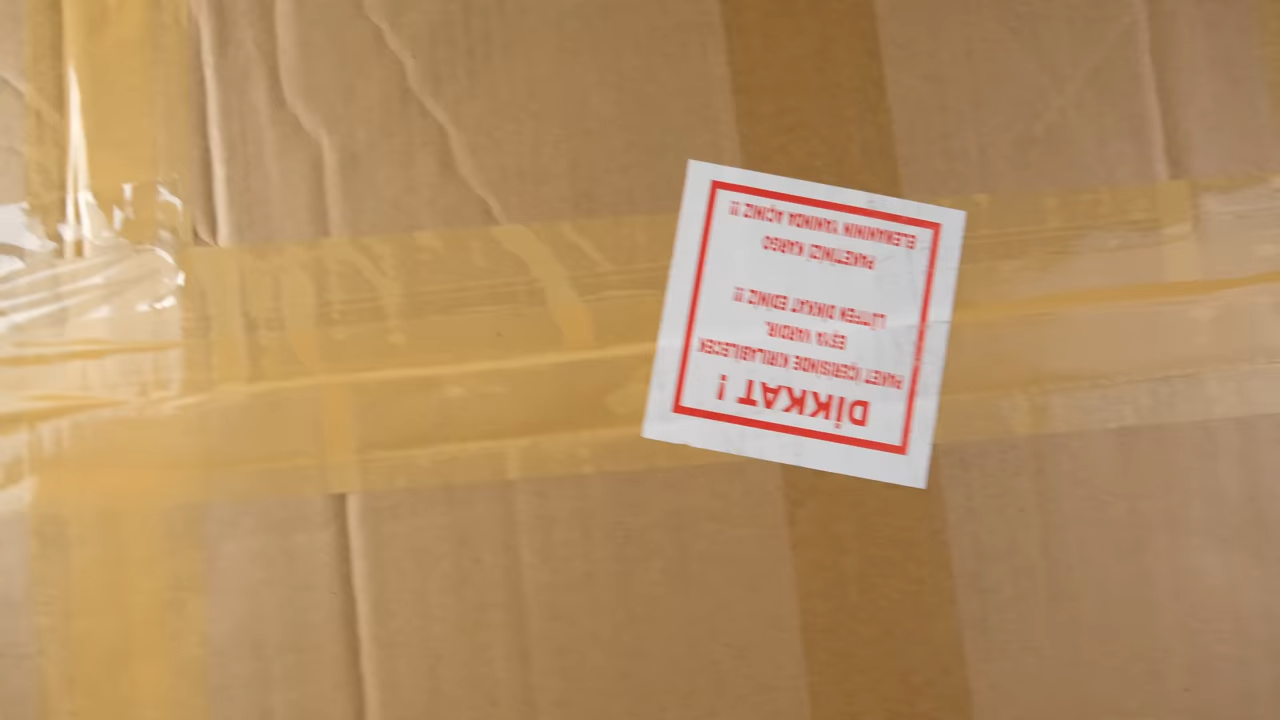 DİKKAT !
PAKET İÇERİSİNDE KIRILABİLECEK
EŞYA VARDIR.
LÜTFEN DİKKAT EDİNİZ !!
PAKETİNİZİ KARGO
ELEMANININ YANINDA AÇINIZ !!